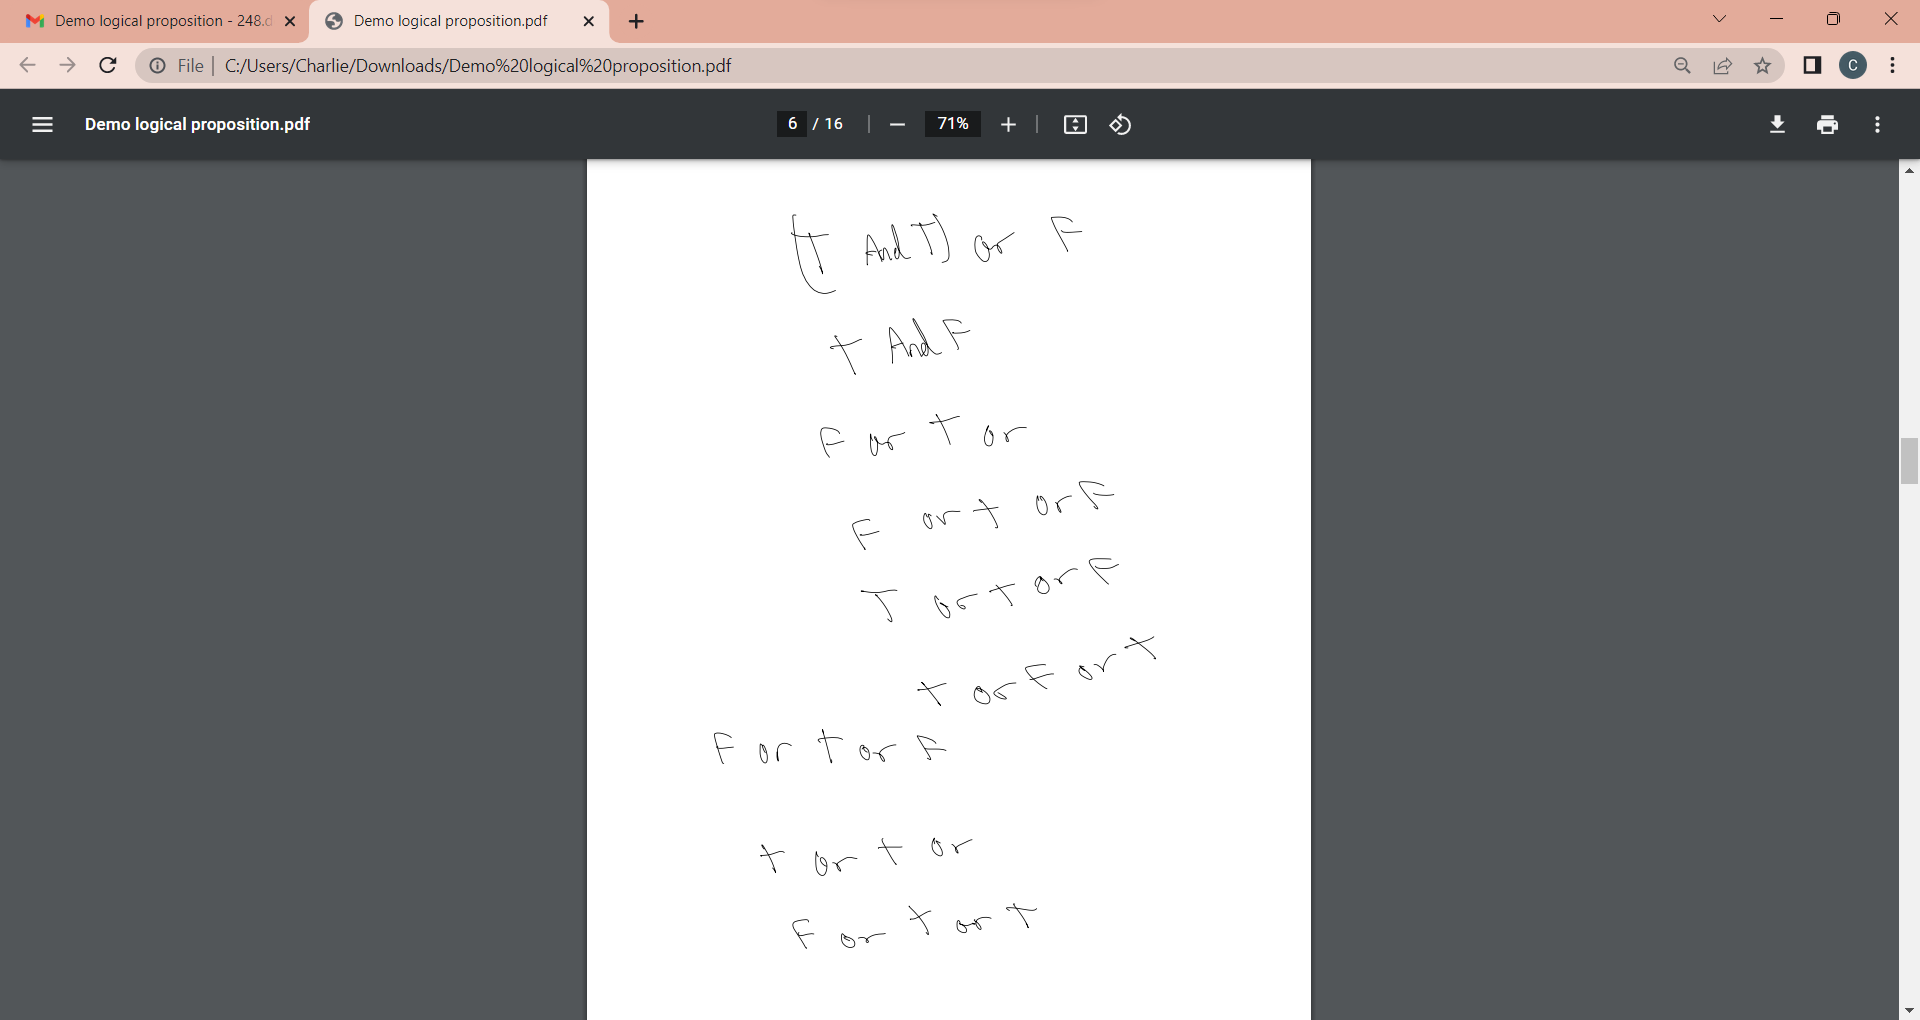 Demo logical proposition - 248.d
Demo logical proposition.pdf
File | C:/Users/Charlie/Downloads/Demo%20logical%20proposition.pdf
C
Demo logical proposition.pdf
6 / 16
71%
(T And T) or F
t And F
F or T or
F or t or F
T or T or F
t or F or t
F or T or F
t or t or
F or t or t